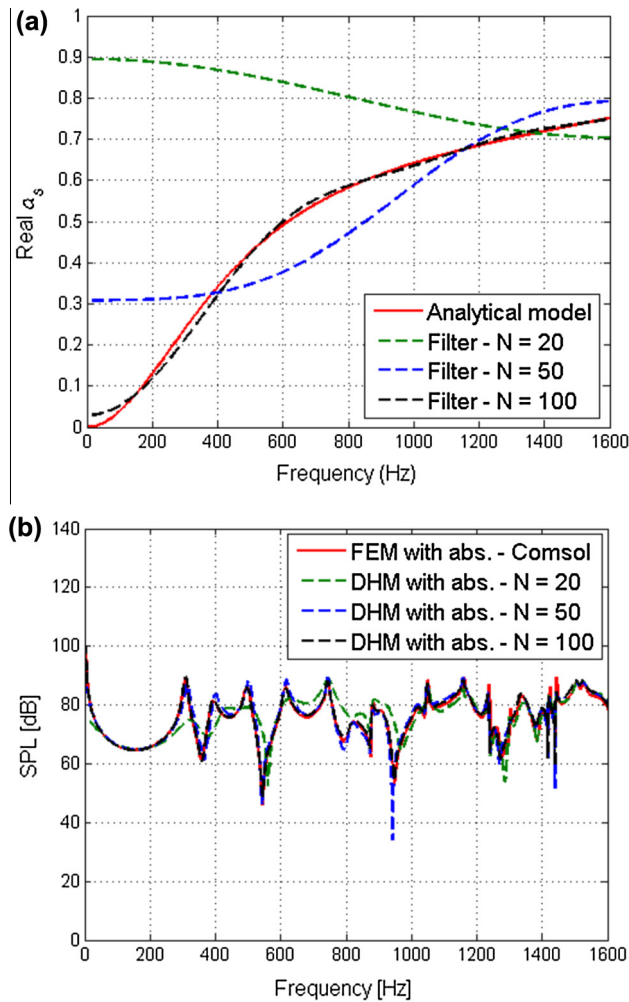 (a)
1
0.9
0.8
0.7
0.6
0.5
0.4
0.3
0.2
0.1
0
Real αs
Analytical model
Filter - N = 20
Filter - N = 50
Filter - N = 100
0 200 400 600 800 1000 1200 1400 1600
Frequency (Hz)
(b)
140
120
100
80
60
40
20
0
SPL [dB]
FEM with abs. - Comsol
DHM with abs. - N = 20
DHM with abs. - N = 50
DHM with abs. - N = 100
0 200 400 600 800 1000 1200 1400 1600
Frequency [Hz]